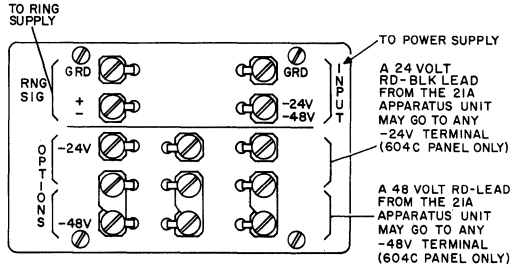 TO RING
SUPPLY
GRD
GRD
RNG
SIG
+
-
-24V
-48V
INPUT
TO POWER SUPPLY
OPTIONS
-24V
-48V
A 24 VOLT
RD-BLK LEAD
FROM THE 21A
APPARATUS UNIT
MAY GO TO ANY
-24V TERMINAL
(604C PANEL ONLY)
A 48 VOLT RD-LEAD
FROM THE 21A
APPARATUS UNIT
MAY GO TO ANY
-48V TERMINAL
(604C PANEL ONLY)